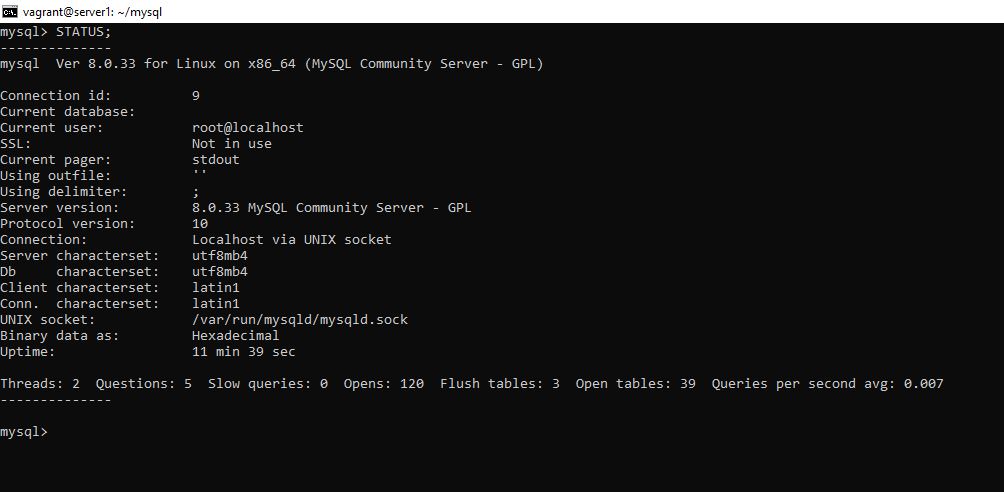 vagrant@server1: ~/mysql
mysql> STATUS;
--------------
mysql  Ver 8.0.33 for Linux on x86_64 (MySQL Community Server - GPL)

Connection id:          9
Current database:
Current user:           root@localhost
SSL:                    Not in use
Current pager:          stdout
Using outfile:          ''
Using delimiter:        ;
Server version:         8.0.33 MySQL Community Server - GPL
Protocol version:       10
Connection:             Localhost via UNIX socket
Server characterset:    utf8mb4
Db     characterset:    utf8mb4
Client characterset:    latin1
Conn.  characterset:    latin1
UNIX socket:            /var/run/mysqld/mysqld.sock
Binary data as:         Hexadecimal
Uptime:                 11 min 39 sec

Threads: 2  Questions: 5  Slow queries: 0  Opens: 120  Flush tables: 3  Open tables: 39  Queries per second avg: 0.007
--------------

mysql>